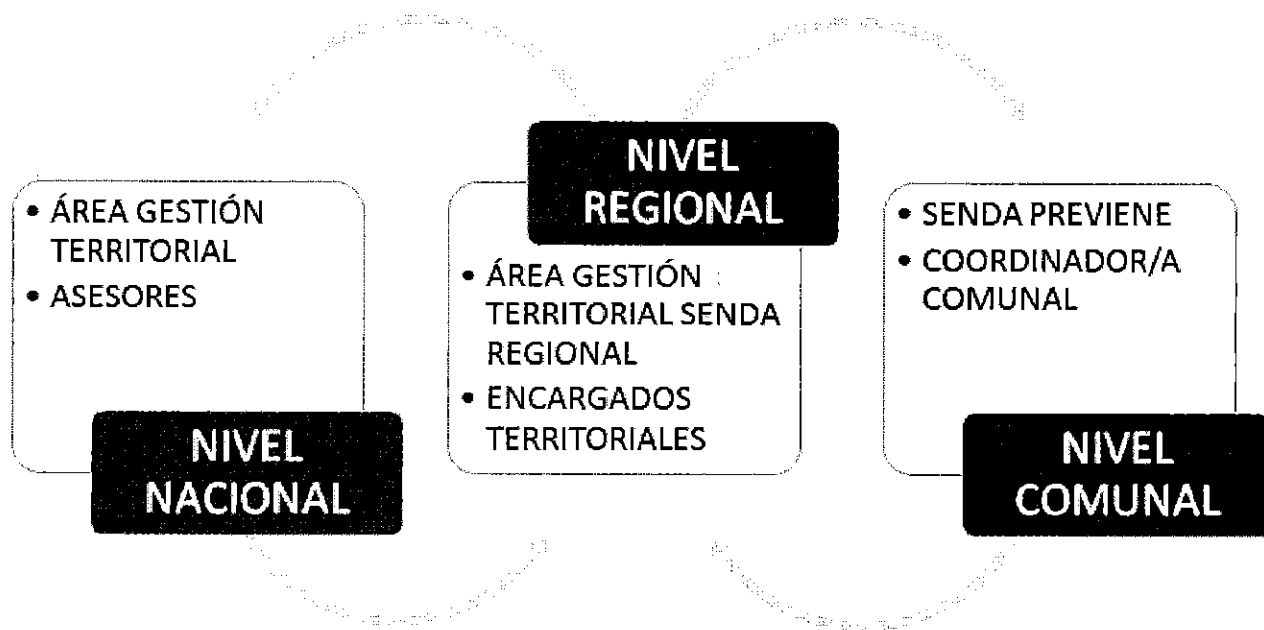 • ÁREA GESTIÓN
TERRITORIAL
• ASESORES
NIVEL
NACIONAL
NIVEL
REGIONAL
• ÁREA GESTIÓN
TERRITORIAL SENDA
REGIONAL
• ENCARGADOS
TERRITORIALES
• SENDA PREVIENE
• COORDINADOR/A
COMUNAL
NIVEL
COMUNAL